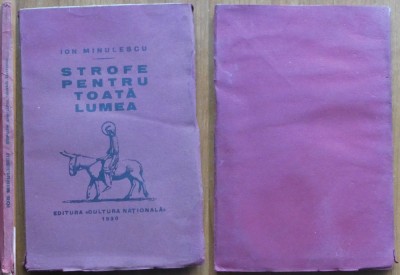 ION MINULESCU
STROFE
PENTRU
TOATĂ
LUMEA
EDITURA «CULTURA NAȚIONALĂ»